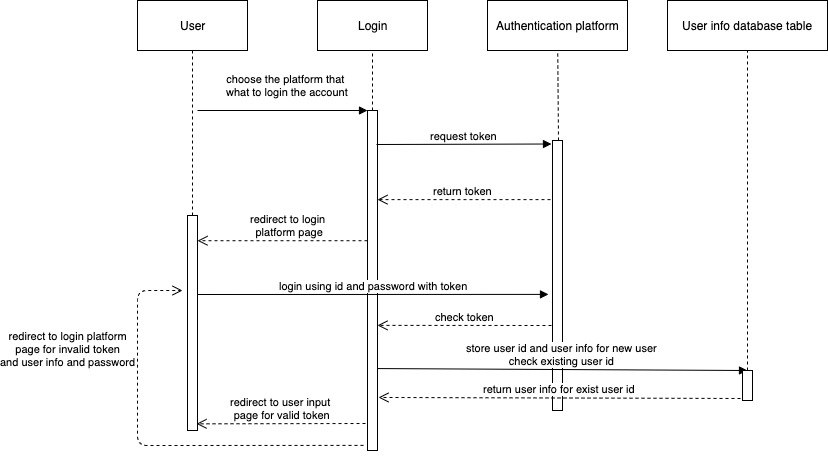 User
Login
Authentication platform
User info database table
choose the platform that
what to login the account
request token
return token
redirect to login
platform page
login using id and password with token
check token
redirect to login platform
page for invalid token
and user info and password
store user id and user info for new user
check existing user id
return user info for exist user id
redirect to user input
page for valid token